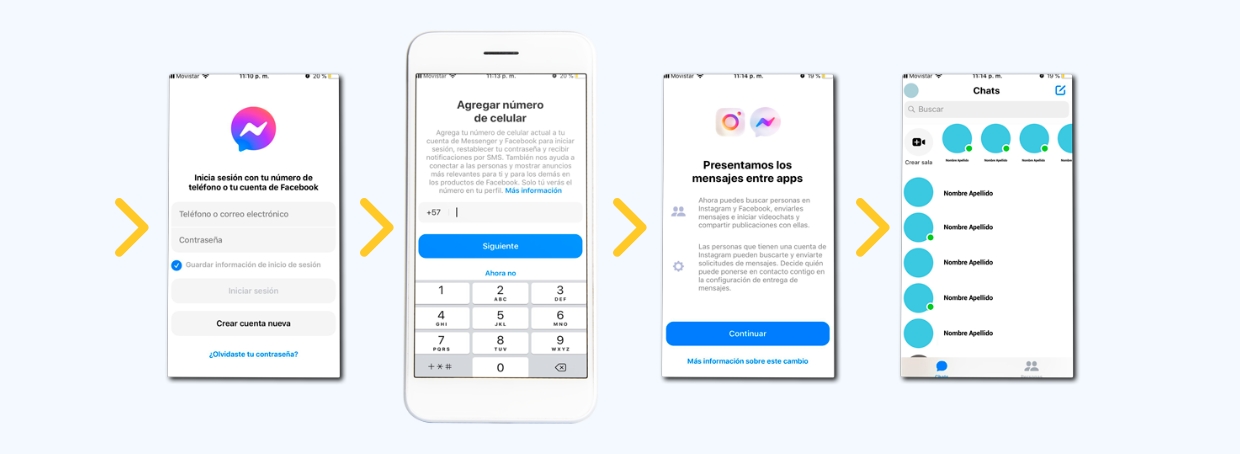 Movistar 11:10 p. m. 20 %
Inicia sesión con tu número de
teléfono o tu cuenta de Facebook
Teléfono o correo electrónico
Contraseña
Guardar información de inicio de sesión
Iniciar sesión
Crear cuenta nueva
¿Olvidaste tu contraseña?
Movistar 11:13 p. m. 20 %
Agregar número
de celular
Agrega tu número de celular actual a tu
cuenta de Messenger y Facebook para iniciar
sesión, restablecer tu contraseña y recibir
notificaciones por SMS. También nos ayuda a
conectar a las personas y mostrar anuncios
más relevantes para ti y para los demás en
los productos de Facebook. Solo tú verás el
número en tu perfil. Más información
+57
Siguiente
Ahora no
1 2 3
ABC DEF
4 5 6
GHI JKL MNO
7 8 9
PQRS TUV WXYZ
+*# 0
Movistar 11:14 p. m. 19 %
Presentamos los
mensajes entre apps
Ahora puedes buscar personas en
Instagram y Facebook, enviarles
mensajes e iniciar videochats y
compartir publicaciones con ellas.
Las personas que tienen una cuenta de
Instagram pueden buscarte y enviarte
solicitudes de mensajes. Decide quién
puede ponerse en contacto contigo en
la configuración de entrega de
mensajes.
Continuar
Más información sobre este cambio
Movistar 11:14 p. m. 19 %
Chats
Buscar
Crear sala Nombre Apellido Nombre Apellido Nombre Apellido
Nombre Apellido
Nombre Apellido
Nombre Apellido
Nombre Apellido
Nombre Apellido